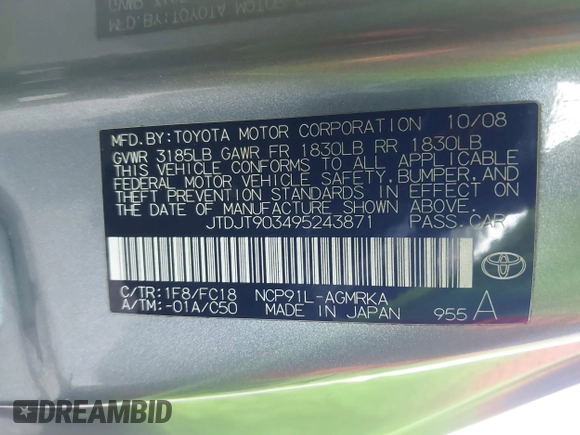 MFD.BY:TOYOTA MOTOR CORPORATION 10/08
GVWR 3185LB GAWR FR 1830LB RR 1830LB
THIS VEHICLE CONFORMS TO ALL APPLICABLE
FEDERAL MOTOR VEHICLE SAFETY,BUMPER,AND
THEFT PREVENTION STANDARDS IN EFFECT ON
THE DATE OF MANUFACTURE SHOWN ABOVE.
JTDJT903495243871 PASS.CAR
C/TR:1F8/FC18 NCP91L-AGMRKA
A/TM:-01A/C50 MADE IN JAPAN 955 A
DREAMBID